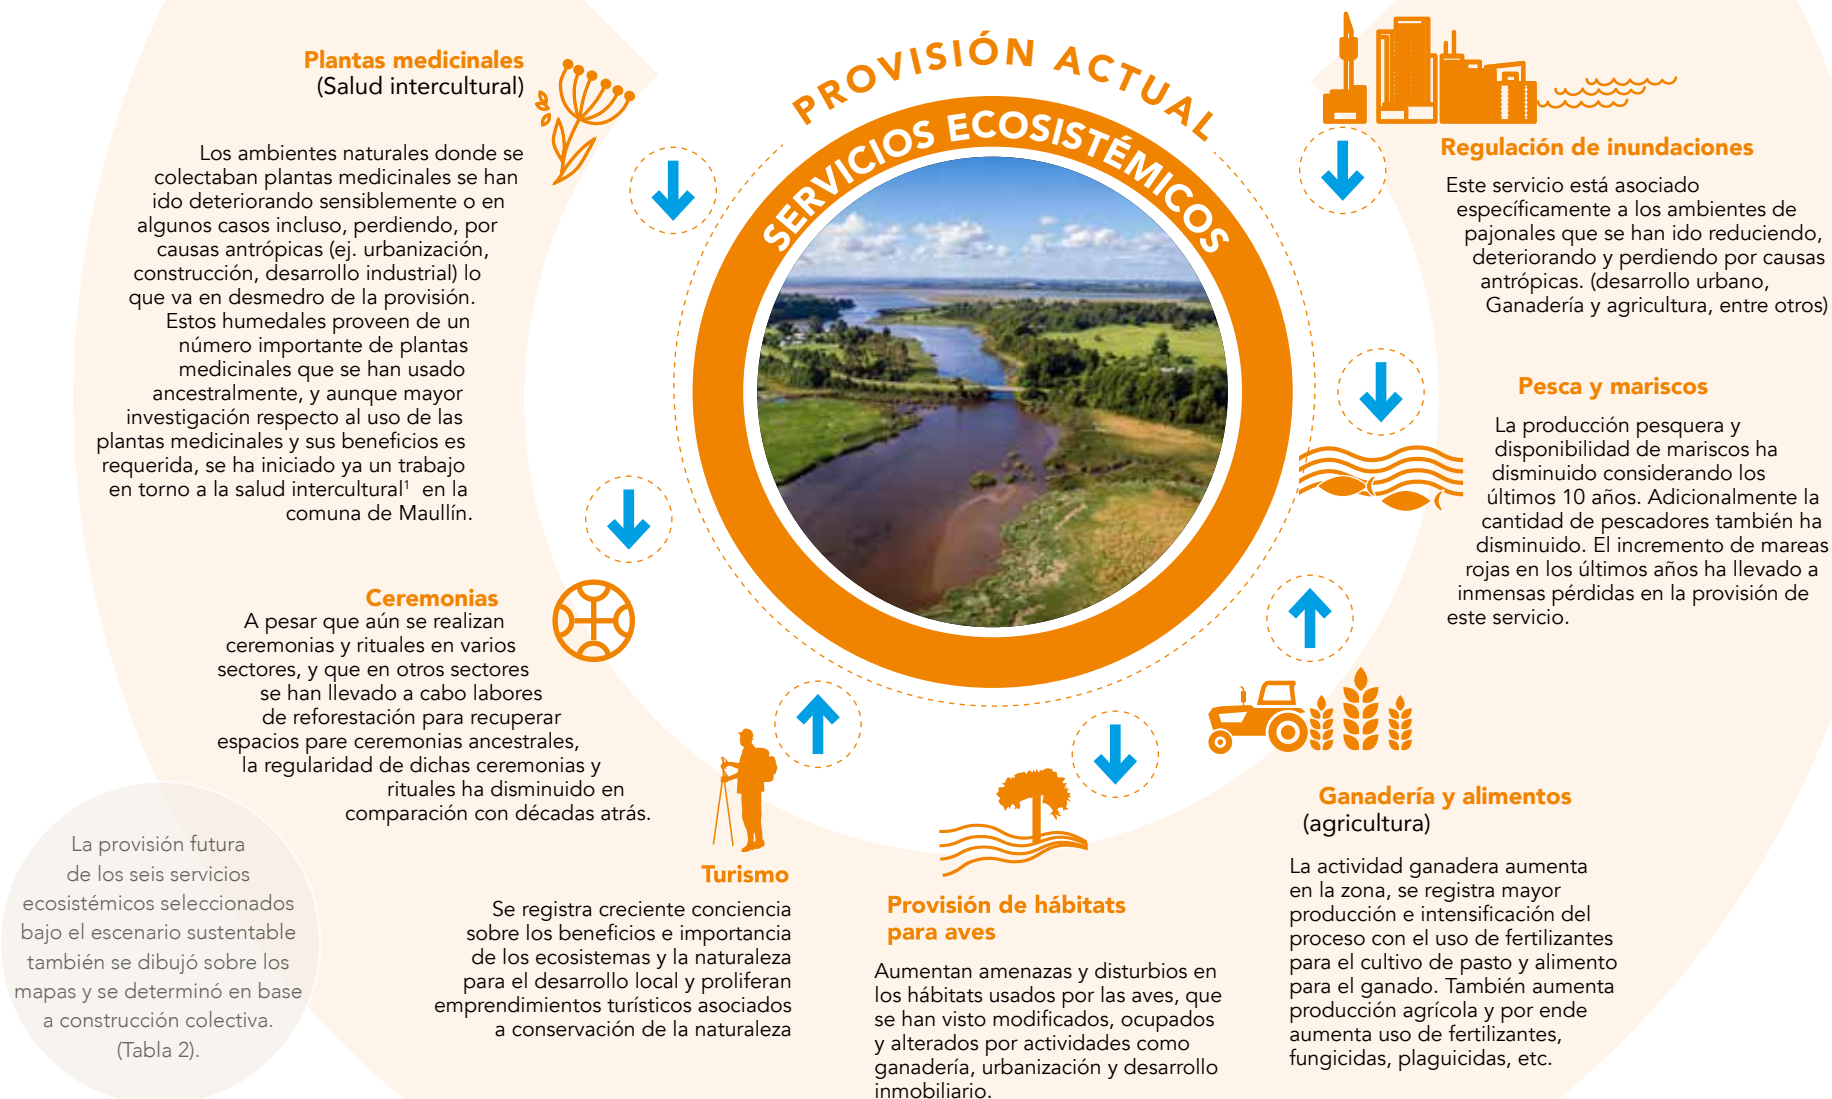 PROVISIÓN ACTUAL
SERVICIOS ECOSISTÉMICOS
Plantas medicinales
(Salud intercultural)
Los ambientes naturales donde se
colectaban plantas medicinales se han
ido deteriorando sensiblemente o en
algunos casos incluso, perdiendo, por
causas antrópicas (ej. urbanización,
construcción, desarrollo industrial) lo
que va en desmedro de la provisión.
Estos humedales proveen de un
número importante de plantas
medicinales que se han usado
ancestralmente, y aunque mayor
investigación respecto al uso de las
plantas medicinales y sus beneficios es
requerida, se ha iniciado ya un trabajo
en torno a la salud intercultural¹ en la
comuna de Maullín.
Ceremonias
A pesar que aún se realizan
ceremonias y rituales en varios
sectores, y que en otros sectores
se han llevado a cabo labores
de reforestación para recuperar
espacios pare ceremonias ancestrales,
la regularidad de dichas ceremonias y
rituales ha disminuido en
comparación con décadas atrás.
La provisión futura
de los seis servicios
ecosistémicos seleccionados
bajo el escenario sustentable
también se dibujó sobre los
mapas y se determinó en base
a construcción colectiva.
(Tabla 2).
Turismo
Se registra creciente conciencia
sobre los beneficios e importancia
de los ecosistemas y la naturaleza
para el desarrollo local y proliferan
emprendimientos turísticos asociados
a conservación de la naturaleza
Provisión de hábitats
para aves
Aumentan amenazas y disturbios en
los hábitats usados por las aves, que
se han visto modificados, ocupados
y alterados por actividades como
ganadería, urbanización y desarrollo
inmobiliario.
Ganadería y alimentos
(agricultura)
La actividad ganadera aumenta
en la zona, se registra mayor
producción e intensificación del
proceso con el uso de fertilizantes
para el cultivo de pasto y alimento
para el ganado. También aumenta
producción agrícola y por ende
aumenta uso de fertilizantes,
fungicidas, plaguicidas, etc.
Regulación de inundaciones
Este servicio está asociado
específicamente a los ambientes de
pajonales que se han ido reduciendo,
deteriorando y perdiendo por causas
antrópicas. (desarrollo urbano,
Ganadería y agricultura, entre otros)
Pesca y mariscos
La producción pesquera y
disponibilidad de mariscos ha
disminuido considerando los
últimos 10 años. Adicionalmente la
cantidad de pescadores también ha
disminuido. El incremento de mareas
rojas en los últimos años ha llevado a
inmensas pérdidas en la provisión de
este servicio.